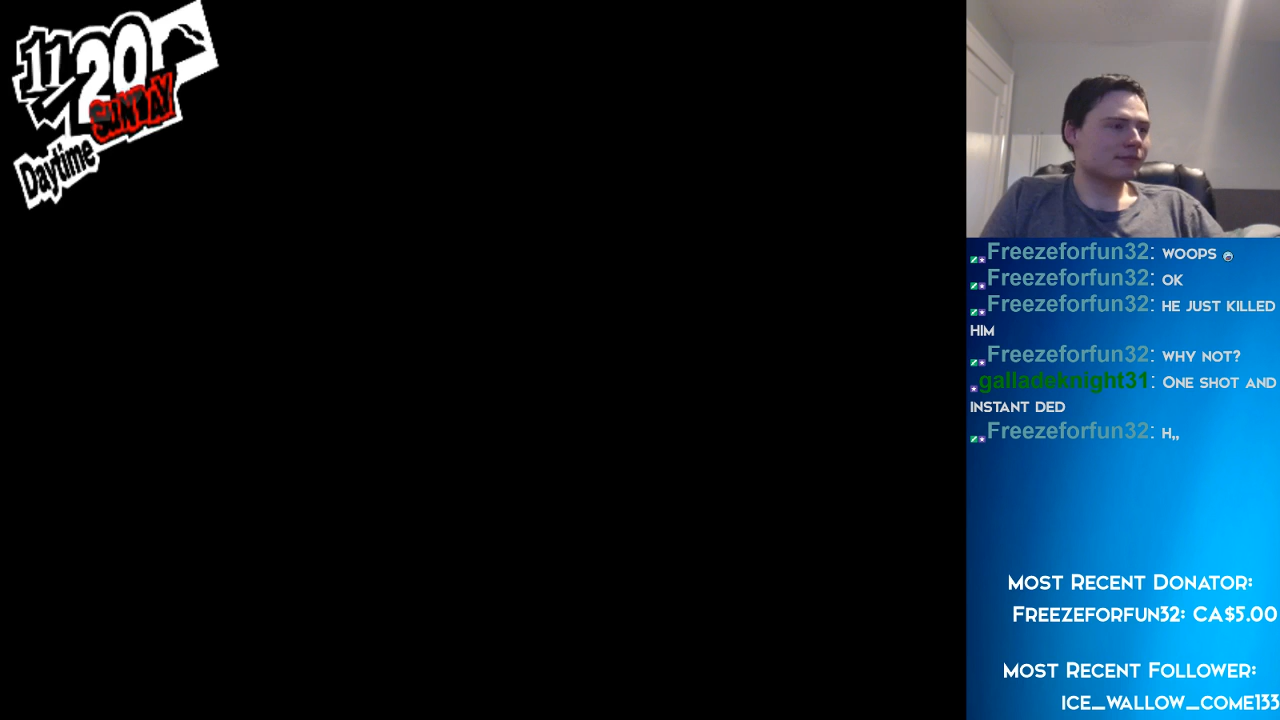 11/20
SUNDAY
Daytime
Freezeforfun32: WOOPS
Freezeforfun32: OK
Freezeforfun32: HE JUST KILLED
HIM
Freezeforfun32: WHY NOT?
galladeknight31: ONE SHOT AND
INSTANT DED
Freezeforfun32: H,,
MOST RECENT DONATOR:
FREEZEFORFUN32: CA$5.00
MOST RECENT FOLLOWER:
ICE_WALLOW_COME133